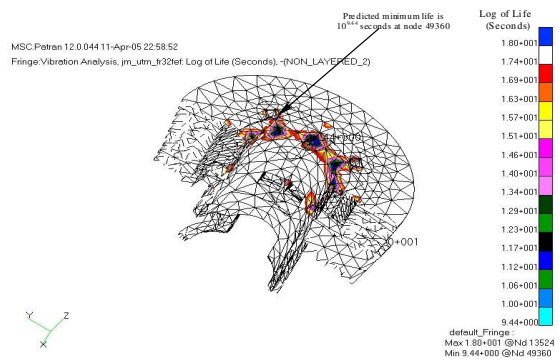 Predicted minimum life is
10^9.44 seconds at node 49360
Log of Life
(Seconds)
MSC.Patran 12.0.044 11-Apr-05 22:58:52
Fringe:Vibration Analysis, jm_utm_fr32fef: Log of Life (Seconds), -(NON_LAYERED_2)
1.80+001
1.74+001
1.69+001
1.63+001
1.57+001
1.51+001
1.46+001
1.40+001
1.34+001
1.29+001
1.23+001
1.17+001
1.12+001
1.06+001
1.00+001
9.44+000
0+001
Y
Z
X
default_Fringe :
Max 1.80+001 @Nd 13524
Min 9.44+000 @Nd 49360